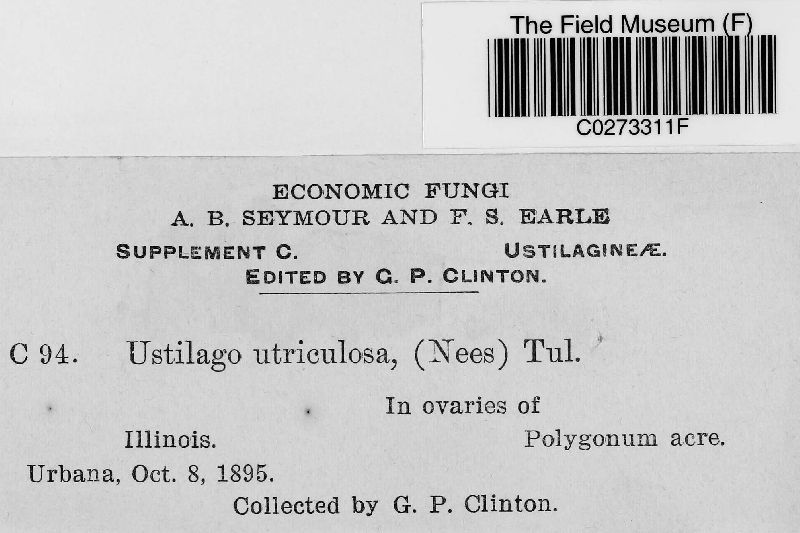 The Field Museum (F)
C0273311F
ECONOMIC FUNGI
A. B. SEYMOUR AND F. S. EARLE
SUPPLEMENT C. USTILAGINEÆ.
EDITED BY G. P. CLINTON.
C 94. Ustilago utriculosa, (Nees) Tul.
In ovaries of
Illinois. Polygonum acre.
Urbana, Oct. 8, 1895.
Collected by G. P. Clinton.